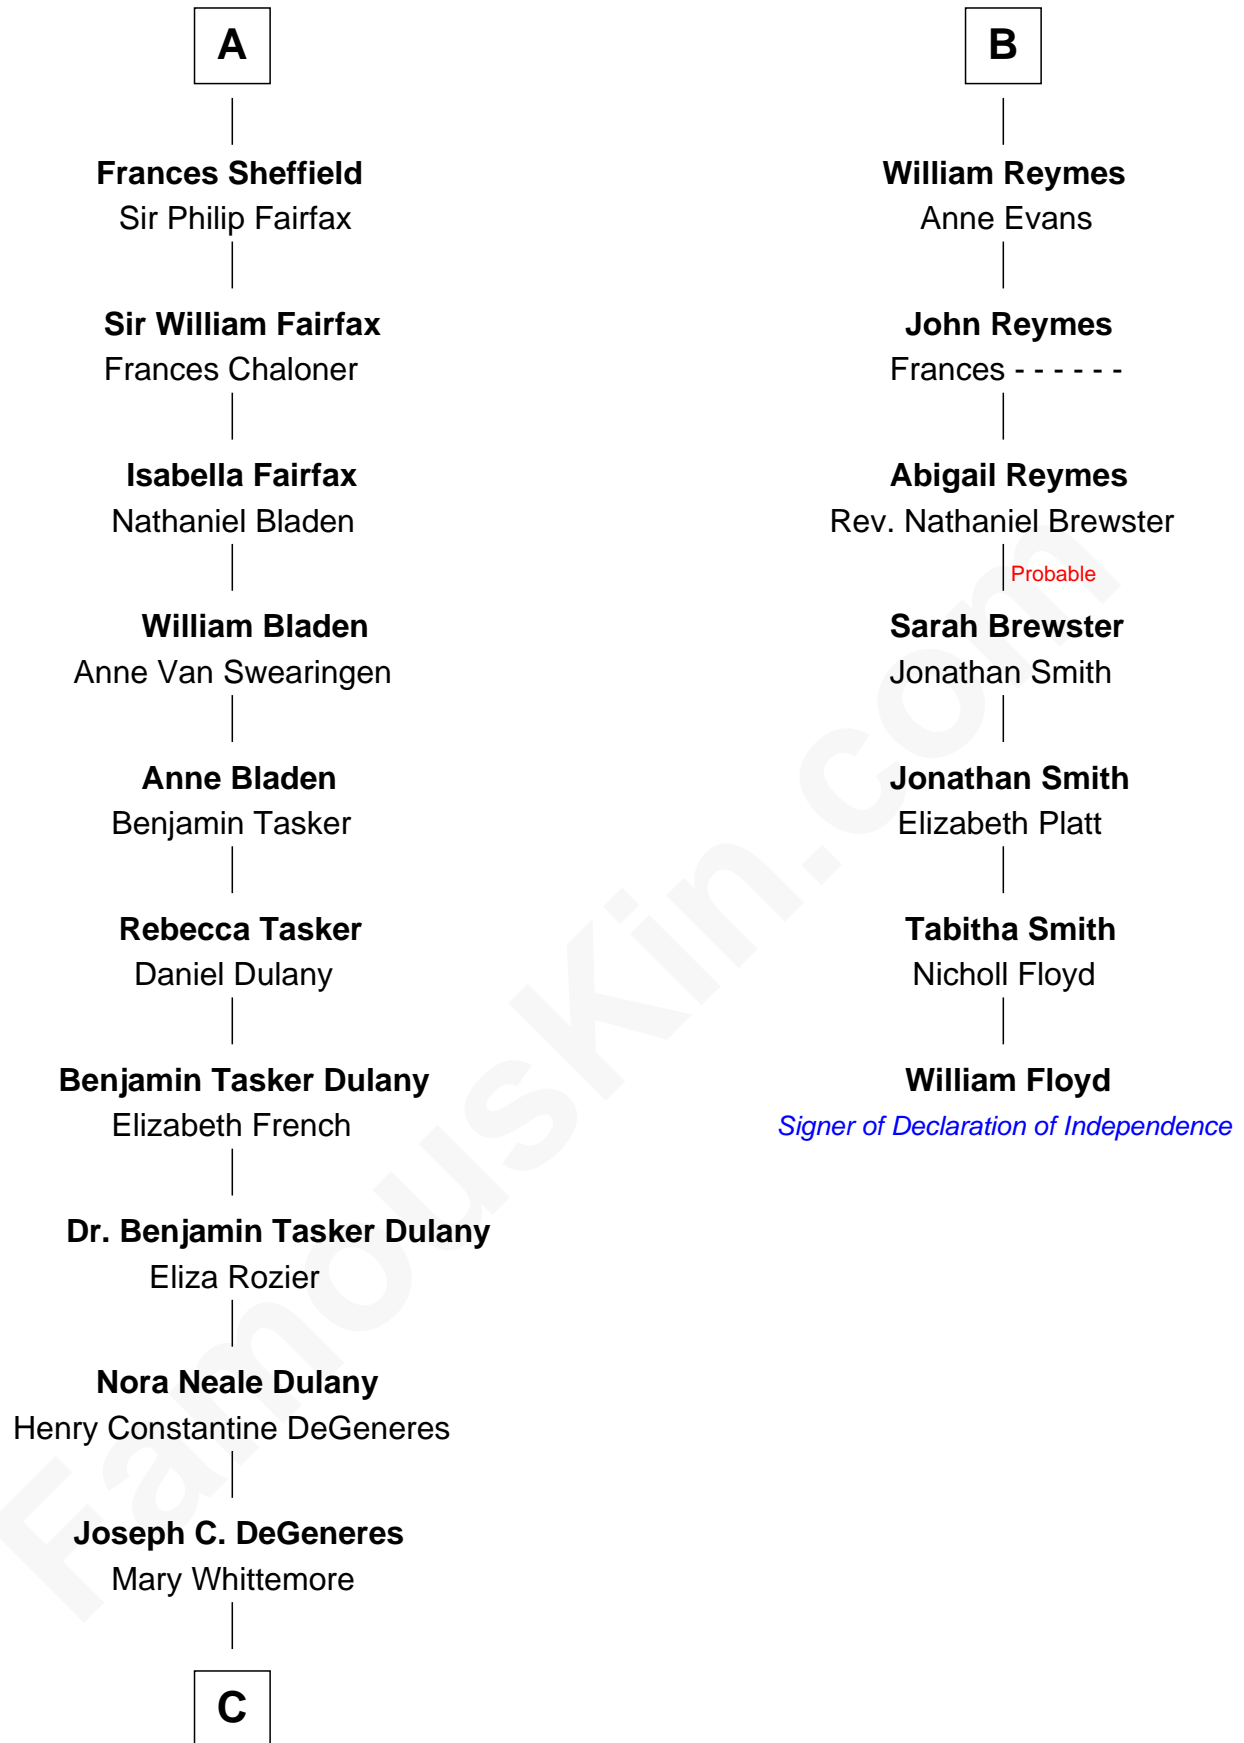 A
Frances Sheffield
Sir Philip Fairfax
Sir William Fairfax
Frances Chaloner
Isabella Fairfax
Nathaniel Bladen
William Bladen
Anne Van Swearingen
Anne Bladen
Benjamin Tasker
Rebecca Tasker
Daniel Dulany
Benjamin Tasker Dulany
Elizabeth French
Dr. Benjamin Tasker Dulany
Eliza Rozier
Nora Neale Dulany
Henry Constantine DeGeneres
Joseph C. DeGeneres
Mary Whittemore
C
B
William Reymes
Anne Evans
John Reymes
Frances - - - - - -
Abigail Reymes
Rev. Nathaniel Brewster
Probable
Sarah Brewster
Jonathan Smith
Jonathan Smith
Elizabeth Platt
Tabitha Smith
Nicholl Floyd
William Floyd
Signer of Declaration of Independence
FamousKin.com